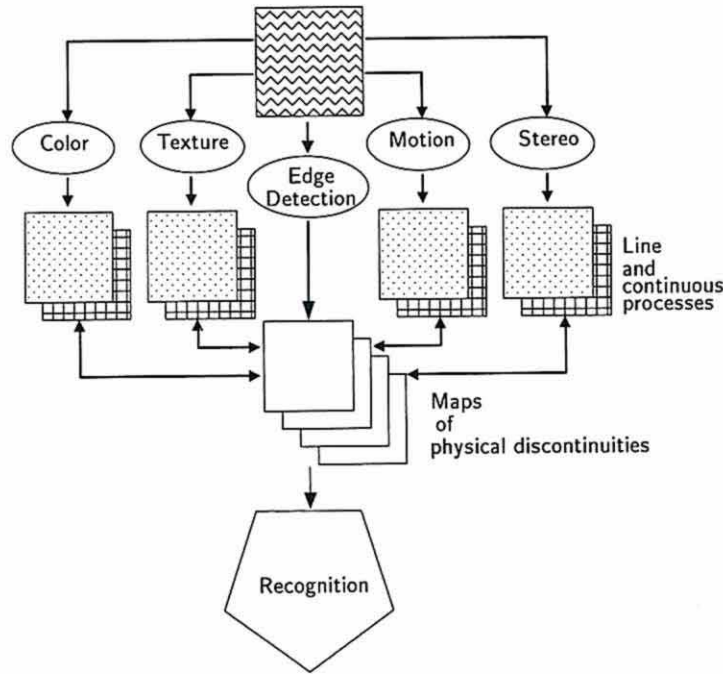 Color
Texture
Edge
Detection
Motion
Stereo
Line
and
continuous
processes
Maps
of
physical discontinuities
Recognition